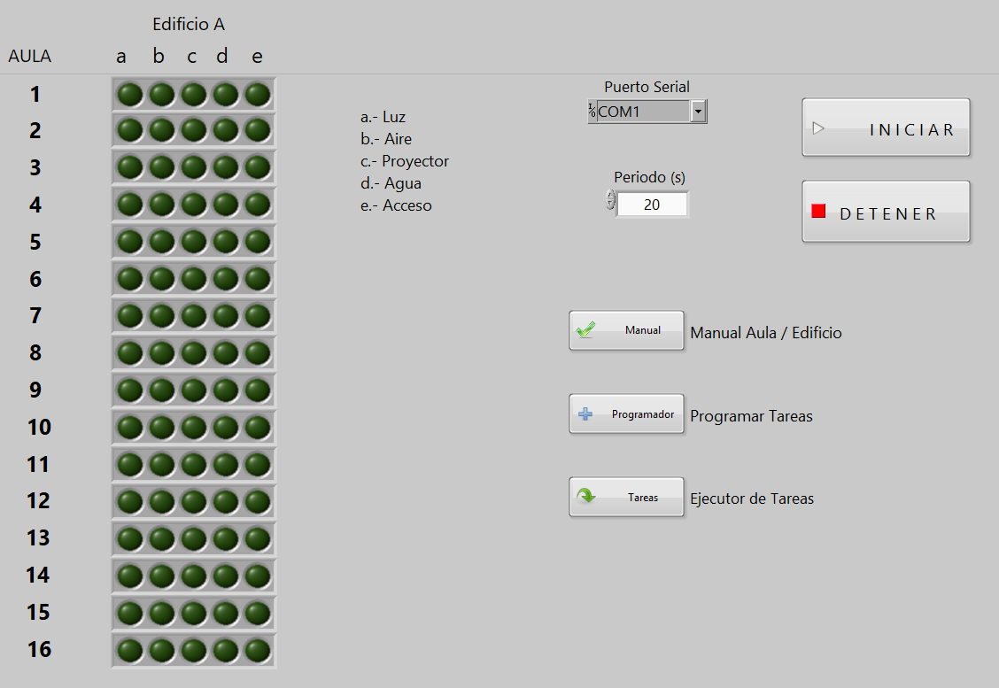 Edificio A
AULA a b c d e
1
2
3
4
5
6
7
8
9
10
11
12
13
14
15
16
a.- Luz
b.- Aire
c.- Proyector
d.- Agua
e.- Acceso
Puerto Serial
COM1
Periodo (s)
20
INICIAR
DETENER
Manual Manual Aula / Edificio
Programador Programar Tareas
Tareas Ejecutor de Tareas